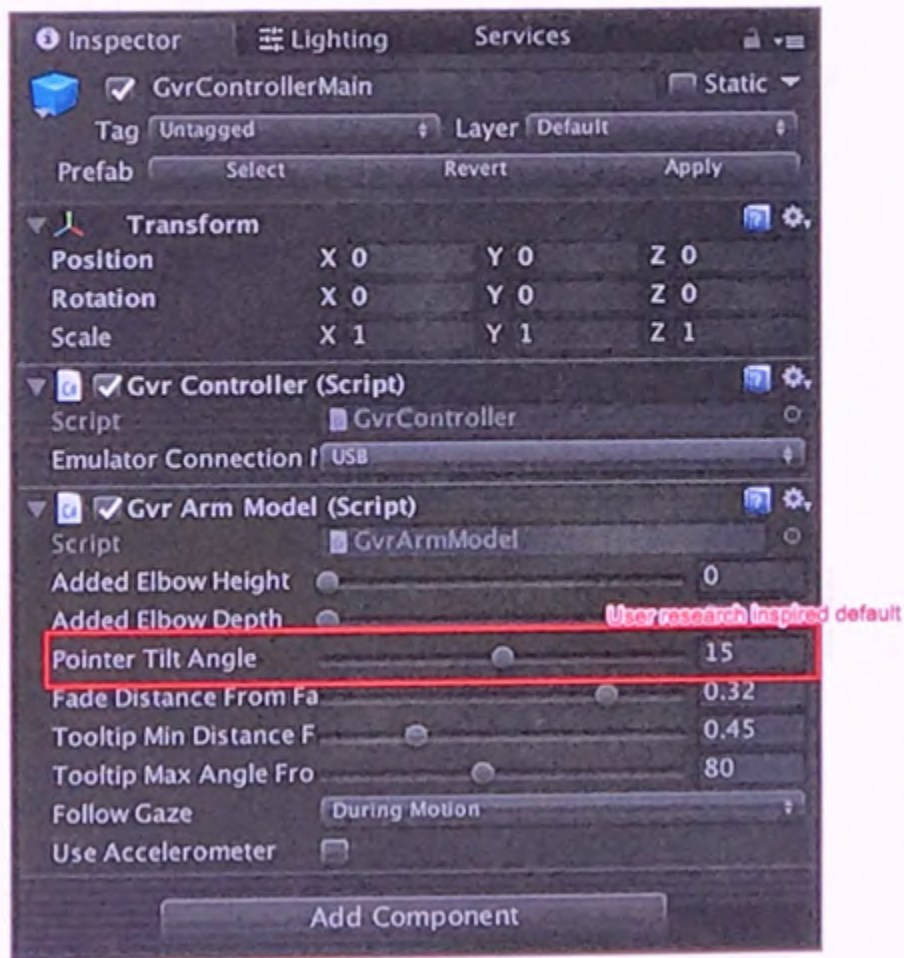 Inspector Lighting Services
GvrControllerMain Static
Tag Untagged Layer Default
Prefab Select Revert Apply
Transform
Position X 0 Y 0 Z 0
Rotation X 0 Y 0 Z 0
Scale X 1 Y 1 Z 1
C# Gvr Controller (Script)
Script GvrController
Emulator Connection M USB
C# Gvr Arm Model (Script)
Script GvrArmModel
Added Elbow Height 0
Added Elbow Depth
User research inspired default
Pointer Tilt Angle 15
Fade Distance From Fa 0.32
Tooltip Min Distance F 0.45
Tooltip Max Angle Fro 80
Follow Gaze During Motion
Use Accelerometer
Add Component